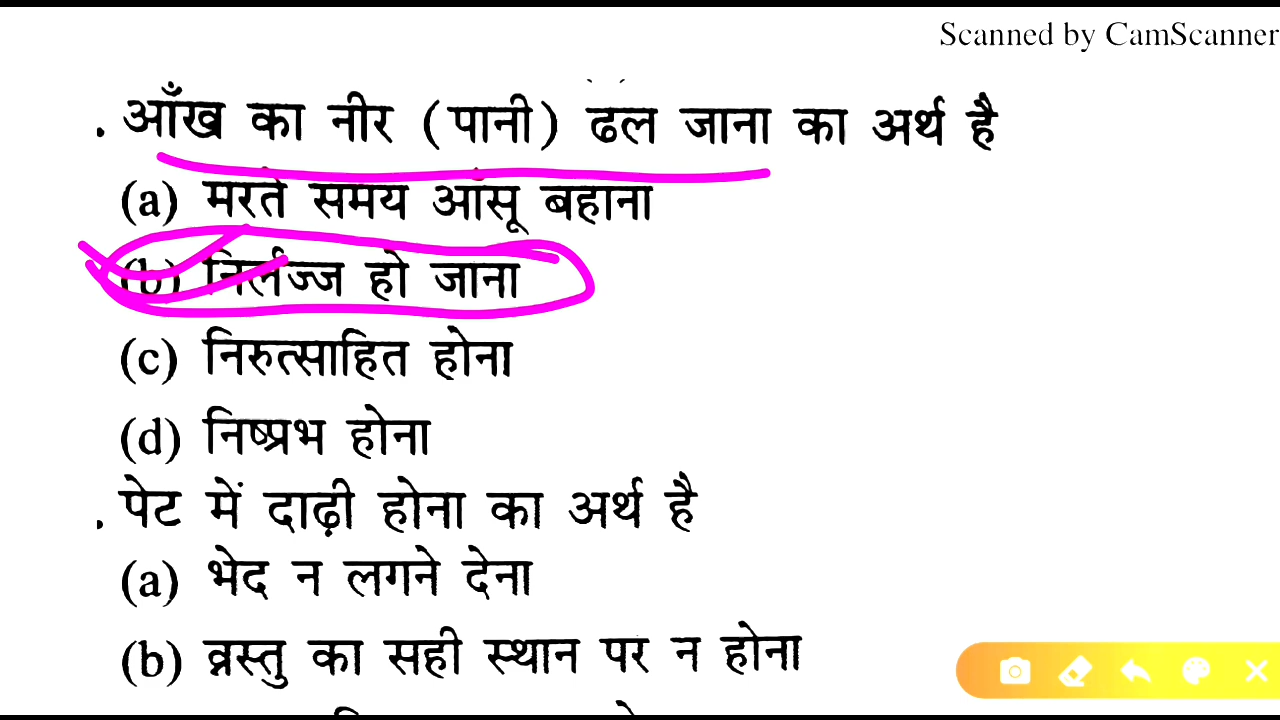 Scanned by CamScanner
. आँख का नीर (पानी) ढल जाना का अर्थ है
(a) मरते समय आंसू बहाना
(b) निर्लज्ज हो जाना
(c) निरुत्साहित होना
(d) निष्प्रभ होना
. पेट में दाढ़ी होना का अर्थ है
(a) भेद न लगने देना
(b) व्रस्तु का सही स्थान पर न होना